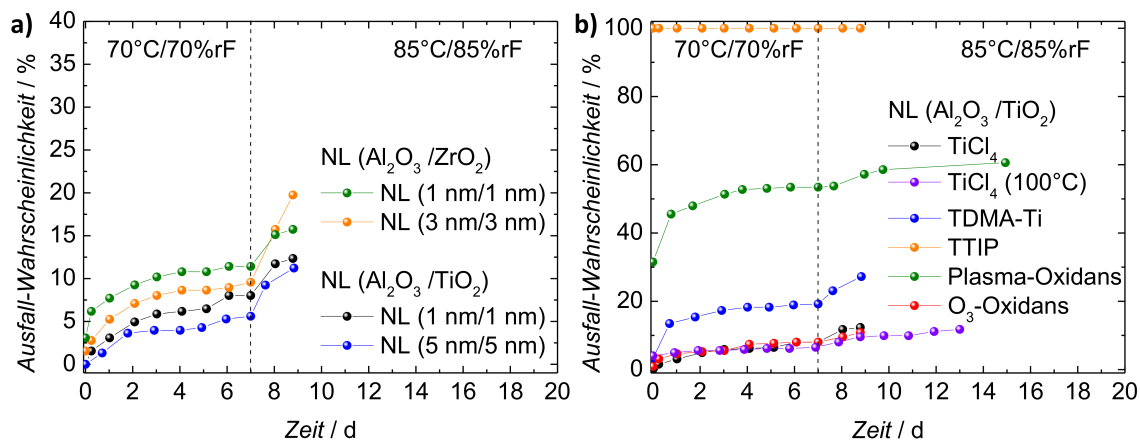 a)
70°C/70%rF
85°C/85%rF
Ausfall-Wahrscheinlichkeit / %
40
35
30
25
20
15
10
5
0
NL (Al₂O₃ /ZrO₂)
NL (1 nm/1 nm)
NL (3 nm/3 nm)
NL (Al₂O₃ /TiO₂)
NL (1 nm/1 nm)
NL (5 nm/5 nm)
0 2 4 6 8 10 12 14 16 18 20
Zeit / d
b)
70°C/70%rF
85°C/85%rF
Ausfall-Wahrscheinlichkeit / %
100
80
60
40
20
0
NL (Al₂O₃ /TiO₂)
TiCl₄
TiCl₄ (100°C)
TDMA-Ti
TTIP
Plasma-Oxidans
O₃-Oxidans
0 2 4 6 8 10 12 14 16 18 20
Zeit / d